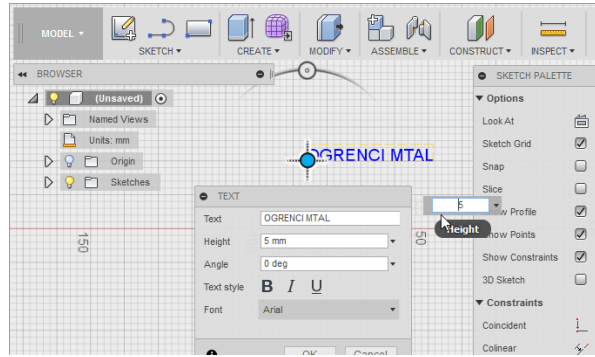 MODEL ▾
SKETCH ▾
CREATE ▾
MODIFY ▾
ASSEMBLE ▾
CONSTRUCT ▾
INSPECT ▾
BROWSER
SKETCH PALETTE
(Unsaved)
Options
Named Views
Look At
Units: mm
Sketch Grid
Origin
OGRENCI MTAL
Snap
Sketches
Slice
TEXT
5
Text
OGRENCI MTAL
Profile
Height
Height
5 mm
150
50
Show Points
Angle
0 deg
Show Constraints
Text style
B I U
3D Sketch
Font
Arial
Constraints
Coincident
OK
Cancel
Colinear